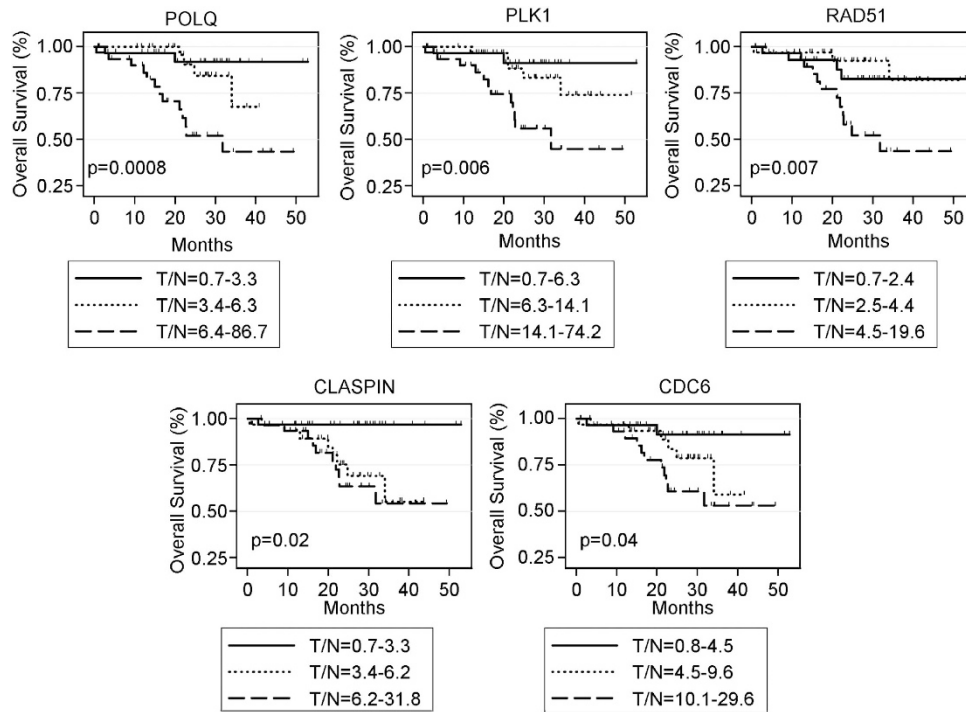 POLQ
Overall Survival (%)
1.00
0.75
0.50
0.25
p=0.0008
0 10 20 30 40 50
Months
T/N=0.7-3.3
T/N=3.4-6.3
T/N=6.4-86.7
PLK1
Overall Survival (%)
1.00
0.75
0.50
0.25
p=0.006
0 10 20 30 40 50
Months
T/N=0.7-6.3
T/N=6.3-14.1
T/N=14.1-74.2
RAD51
Overall Survival (%)
1.00
0.75
0.50
0.25
p=0.007
0 10 20 30 40 50
Months
T/N=0.7-2.4
T/N=2.5-4.4
T/N=4.5-19.6
CLASPIN
Overall Survival (%)
1.00
0.75
0.50
0.25
p=0.02
0 10 20 30 40 50
Months
T/N=0.7-3.3
T/N=3.4-6.2
T/N=6.2-31.8
CDC6
Overall Survival (%)
1.00
0.75
0.50
0.25
p=0.04
0 10 20 30 40 50
Months
T/N=0.8-4.5
T/N=4.5-9.6
T/N=10.1-29.6